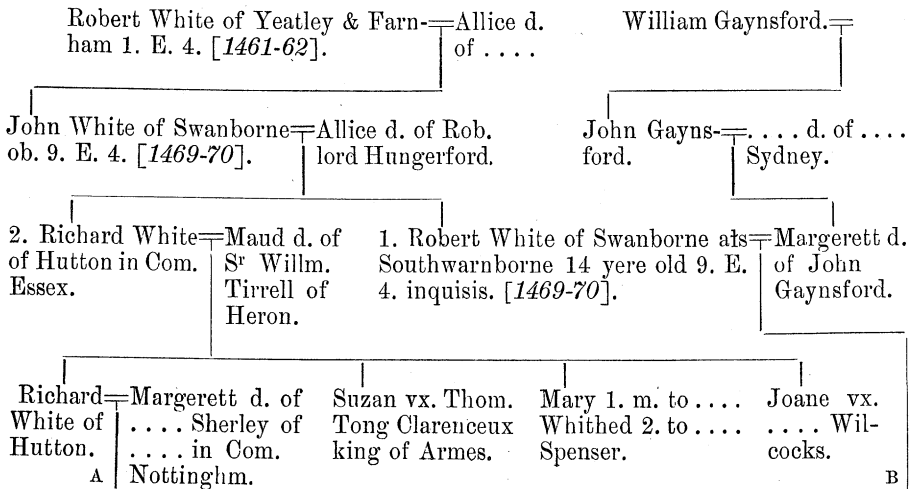 Robert White of Yeatley & Farn-
ham 1. E. 4. [1461-62].
Allice d.
of . . . .
William Gaynsford.
John White of Swanborne
ob. 9. E. 4. [1469-70].
Allice d. of Rob.
lord Hungerford.
John Gayns-
ford.
. . . . d. of . . . .
Sydney.
2. Richard White
of Hutton in Com.
Essex.
Maud d. of
Sr Willm.
Tirrell of
Heron.
1. Robert White of Swanborne ats
Southwarnborne 14 yere old 9. E.
4. inquisis. [1469-70].
Margerett d.
of John
Gaynsford.
Richard
White of
Hutton.
A
Margerett d. of
. . . . Sherley of
. . . . in Com.
Nottinghm.
Suzan vx. Thom.
Tong Clarenceux
king of Armes.
Mary 1. m. to . . . .
Whithed 2. to . . . .
Spenser.
Joane vx.
. . . . Wil-
cocks.
B